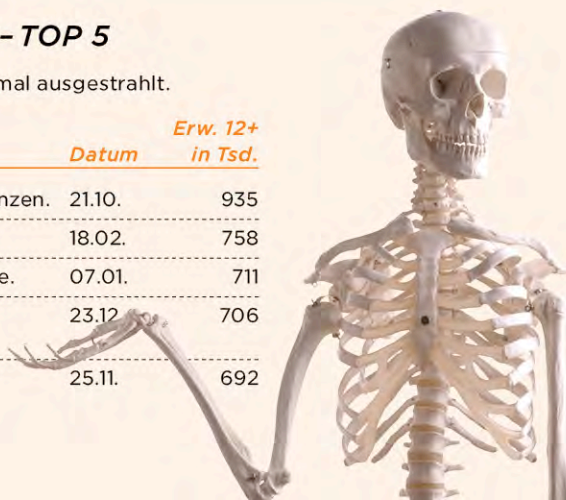 – TOP 5
mal ausgestrahlt.
Erw. 12+
Datum in Tsd.
nzen. 21.10. 935
18.02. 758
e. 07.01. 711
23.12 706
25.11. 692